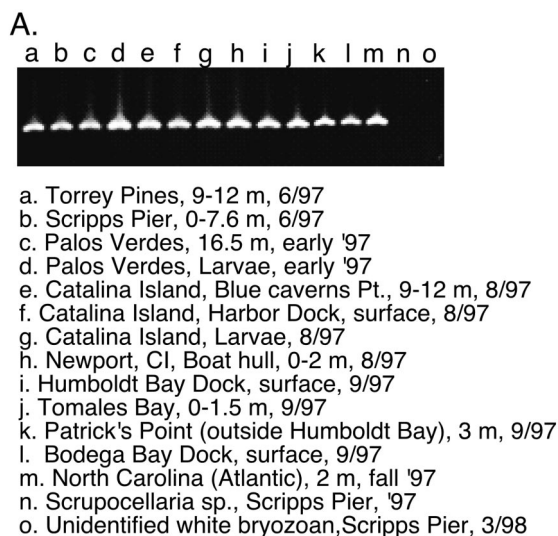 A.
a b c d e f g h i j k l m n o
a. Torrey Pines, 9-12 m, 6/97
b. Scripps Pier, 0-7.6 m, 6/97
c. Palos Verdes, 16.5 m, early '97
d. Palos Verdes, Larvae, early '97
e. Catalina Island, Blue caverns Pt., 9-12 m, 8/97
f. Catalina Island, Harbor Dock, surface, 8/97
g. Catalina Island, Larvae, 8/97
h. Newport, CI, Boat hull, 0-2 m, 8/97
i. Humboldt Bay Dock, surface, 9/97
j. Tomales Bay, 0-1.5 m, 9/97
k. Patrick's Point (outside Humboldt Bay), 3 m, 9/97
l. Bodega Bay Dock, surface, 9/97
m. North Carolina (Atlantic), 2 m, fall '97
n. Scrupocellaria sp., Scripps Pier, '97
o. Unidentified white bryozoan,Scripps Pier, 3/98